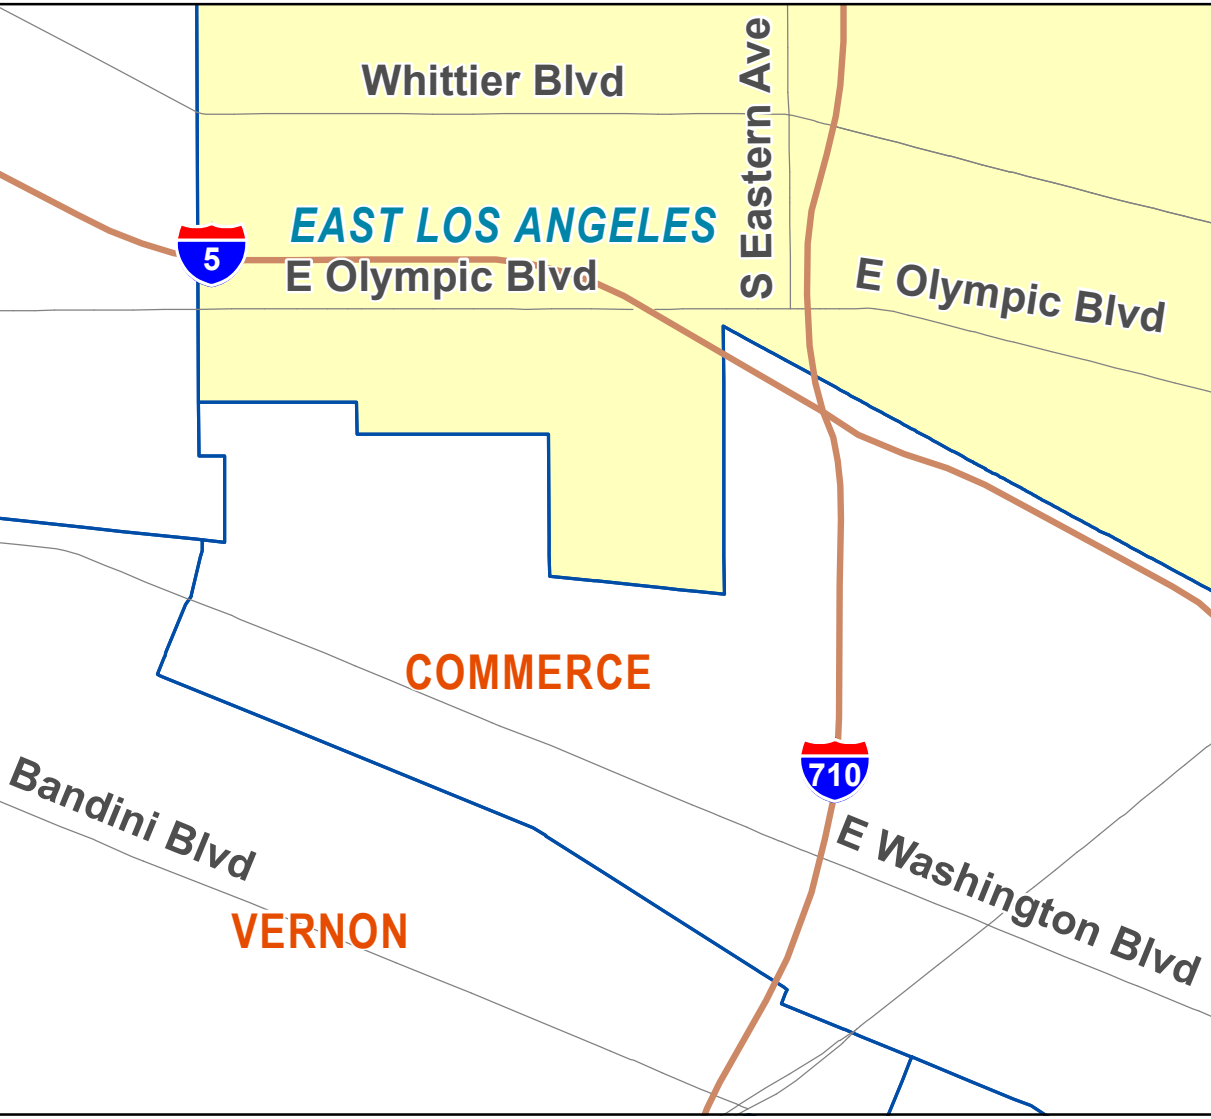 Whittier Blvd
S Eastern Ave
EAST LOS ANGELES
5
E Olympic Blvd
E Olympic Blvd
COMMERCE
710
Bandini Blvd
E Washington Blvd
VERNON